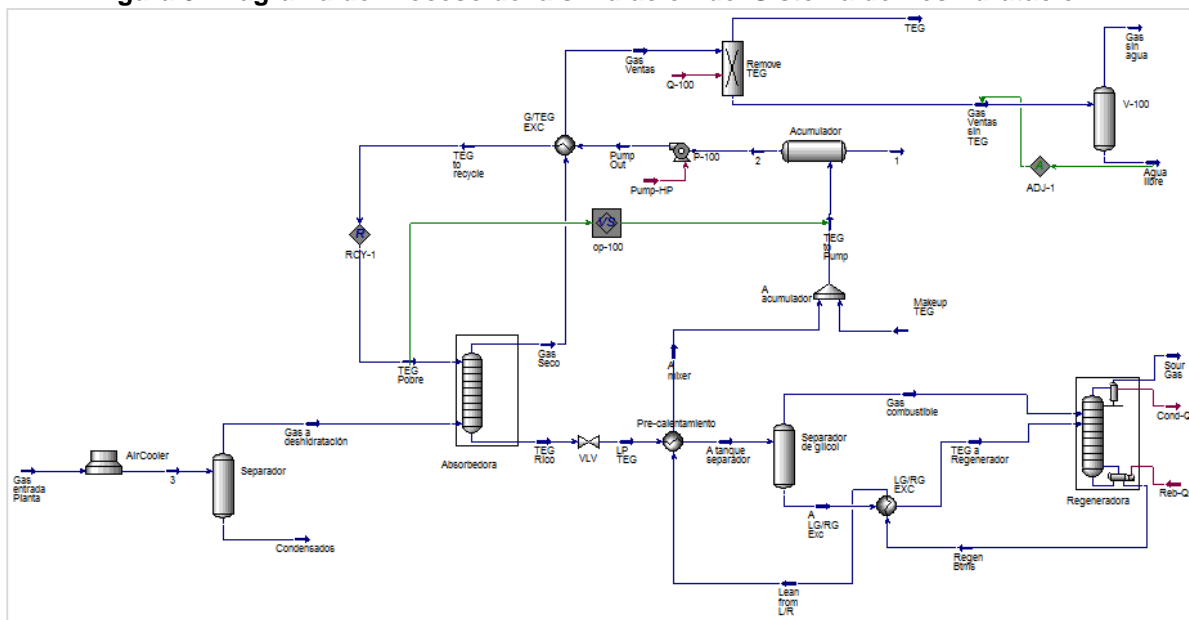 TEG
Gas
sin
agua
Gas
Ventas
Remove
TEG
Q-100
V-100
Gas
Ventas
sin
TEG
G/TEG
EXC
Acumulador
TEG
to
recycle
Pump
Out
P-100
2
1
Agua
libre
Pump-HP
ADJ-1
A
VS
R
RCY-1
op-100
TEG
to
Pump
A
acumulador
Makeup
TEG
Gas
Seco
TEG
Pobre
A
mixer
Sour
Gas
Gas
combustible
Cond-Q
Gas a
deshidratación
Pre-calentamiento
AirCooler
Separador
Absorbedora
TEG
Rico
VLV
LP
TEG
A tanque
separador
Separador
de glicol
LG/RG
EXC
TEG a
Regenerador
Gas
entrada
Planta
3
Regeneradora
Reb-Q
A
LG/RG
Exc
Condensados
Regen
Btms
Lean
from
L/R